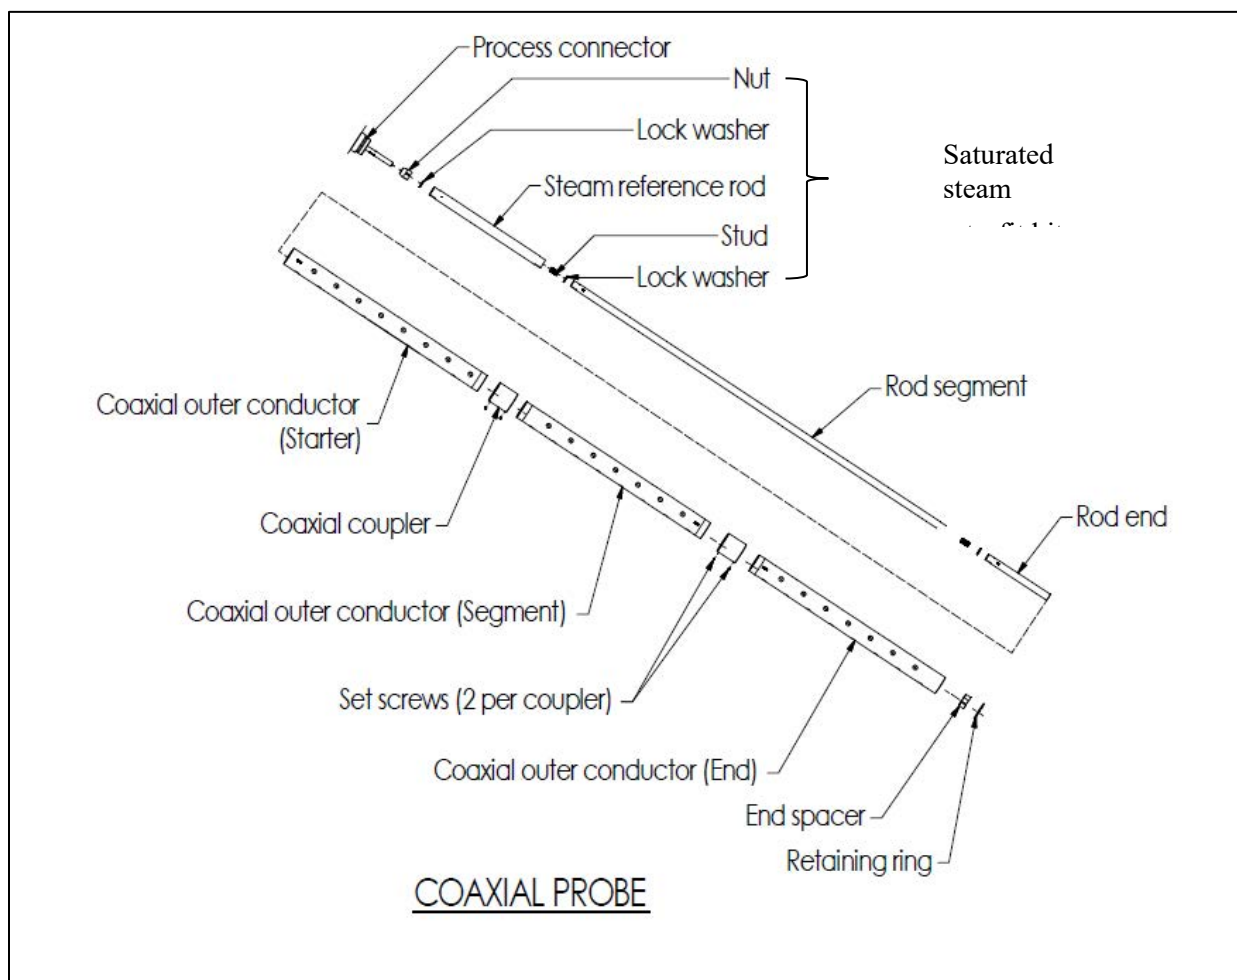 Process connector
Nut
Lock washer
Saturated
steam
Steam reference rod
Stud
Lock washer
Rod segment
Coaxial outer conductor
(Starter)
Rod end
Coaxial coupler
Coaxial outer conductor (Segment)
Set screws (2 per coupler)
Coaxial outer conductor (End)
End spacer
Retaining ring
COAXIAL PROBE